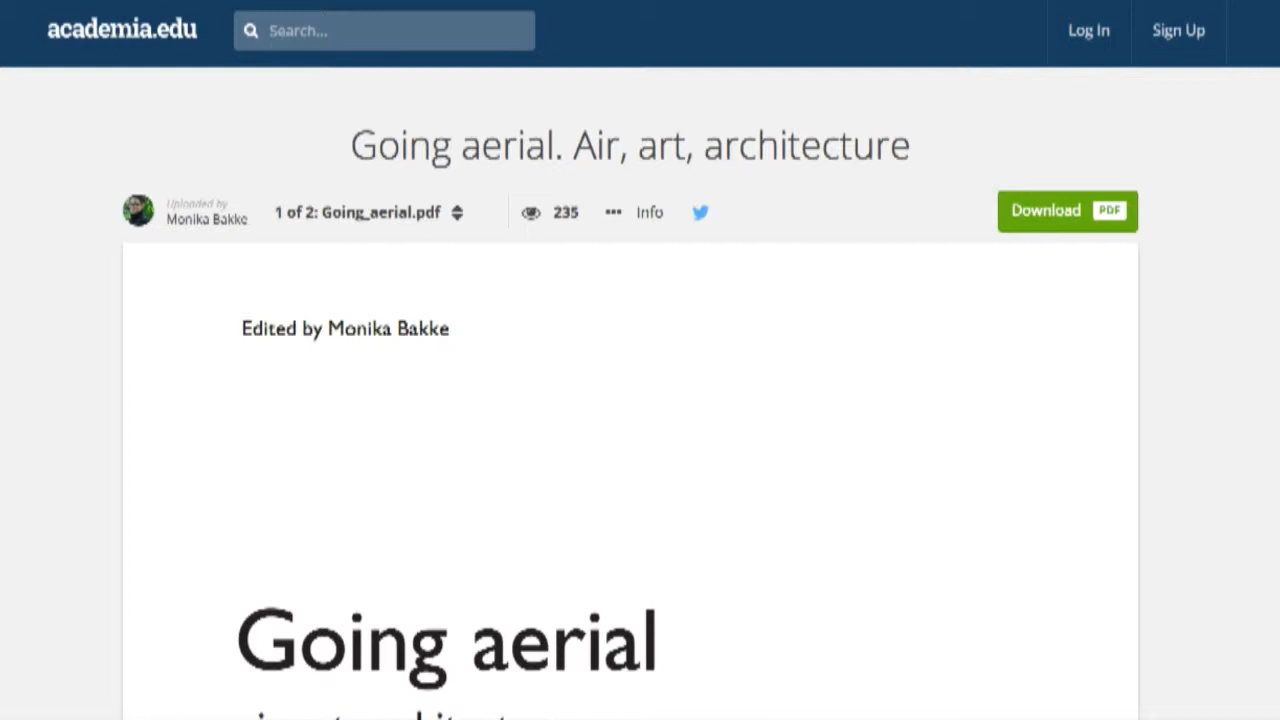 academia.edu
Search...
Log In
Sign Up
Going aerial. Air, art, architecture
Uploaded by
Monika Bakke
1 of 2: Going_aerial.pdf
235
••• Info
Download PDF
Edited by Monika Bakke
Going aerial